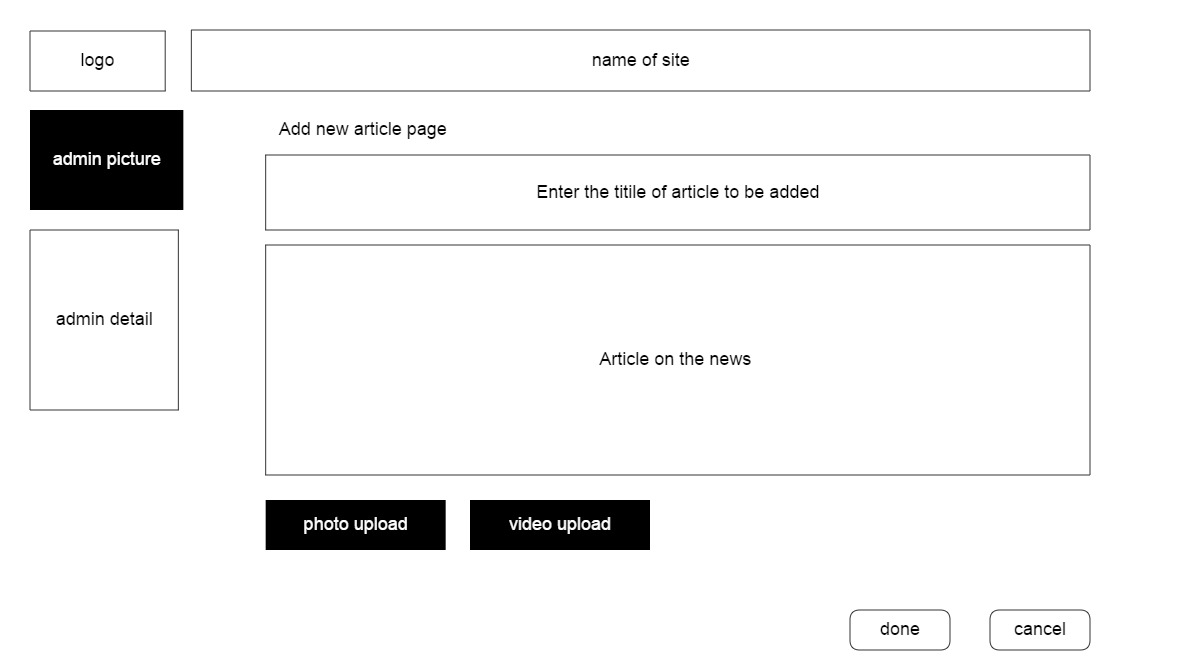 logo
name of site
admin picture
Add new article page
Enter the titile of article to be added
admin detail
Article on the news
photo upload
video upload
done
cancel